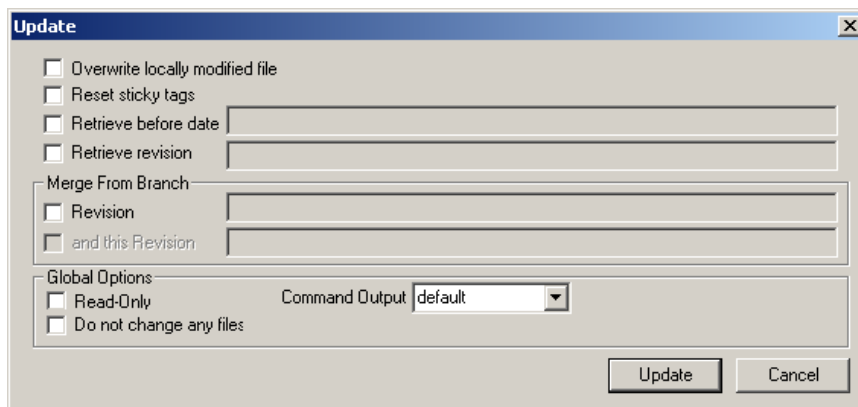 Update
Overwrite locally modified file
Reset sticky tags
Retrieve before date
Retrieve revision
Merge From Branch
Revision
and this Revision
Global Options
Read-Only
Command Output default
Do not change any files
Update Cancel